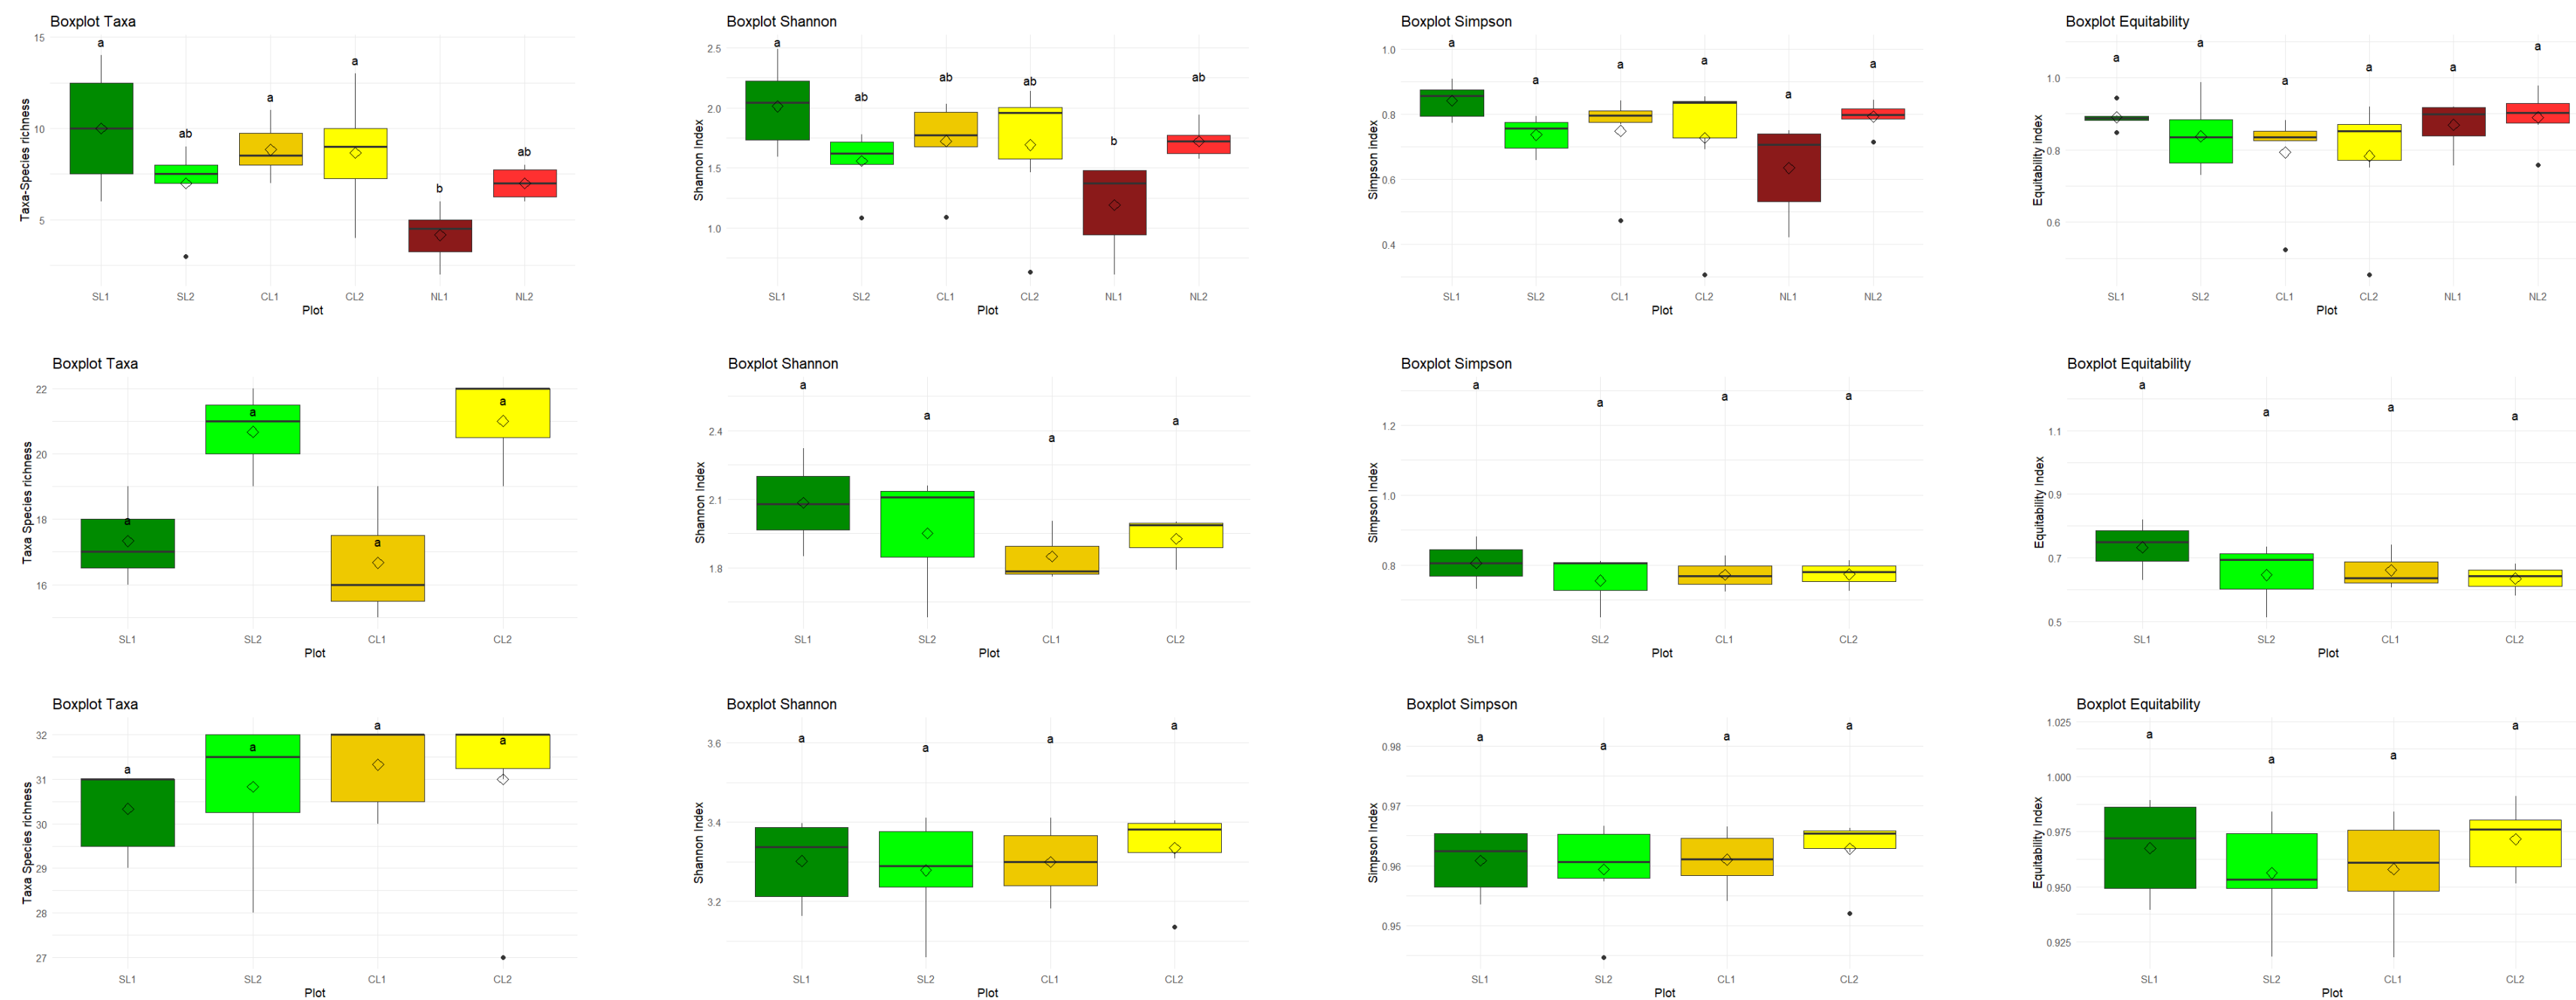 Boxplot Taxa
Taxa-Species richness
15
10
5
a
ab
a
a
b
ab
SL1 SL2 CL1 CL2 NL1 NL2
Plot
Boxplot Shannon
Shannon Index
2.5
2.0
1.5
1.0
a
ab
ab
ab
b
ab
SL1 SL2 CL1 CL2 NL1 NL2
Plot
Boxplot Simpson
Simpson Index
1.0
0.8
0.6
0.4
a
a
a
a
a
a
SL1 SL2 CL1 CL2 NL1 NL2
Plot
Boxplot Equitability
Equitability Index
1.0
0.8
0.6
a
a
a
a
a
a
SL1 SL2 CL1 CL2 NL1 NL2
Plot
Boxplot Taxa
Taxa Species richness
22
20
18
16
a
a
a
a
SL1 SL2 CL1 CL2
Plot
Boxplot Shannon
Shannon Index
2.4
2.1
1.8
a
a
a
a
SL1 SL2 CL1 CL2
Plot
Boxplot Simpson
Simpson Index
1.2
1.0
0.8
a
a
a
a
SL1 SL2 CL1 CL2
Plot
Boxplot Equitability
Equitability Index
1.1
0.9
0.7
0.5
a
a
a
a
SL1 SL2 CL1 CL2
Plot
Boxplot Taxa
Taxa Species richness
32
31
30
29
28
27
a
a
a
a
SL1 SL2 CL1 CL2
Plot
Boxplot Shannon
Shannon Index
3.6
3.4
3.2
a
a
a
a
SL1 SL2 CL1 CL2
Plot
Boxplot Simpson
Simpson Index
0.98
0.97
0.96
0.95
a
a
a
a
SL1 SL2 CL1 CL2
Plot
Boxplot Equitability
Equitability Index
1.025
1.000
0.975
0.950
0.925
a
a
a
a
SL1 SL2 CL1 CL2
Plot